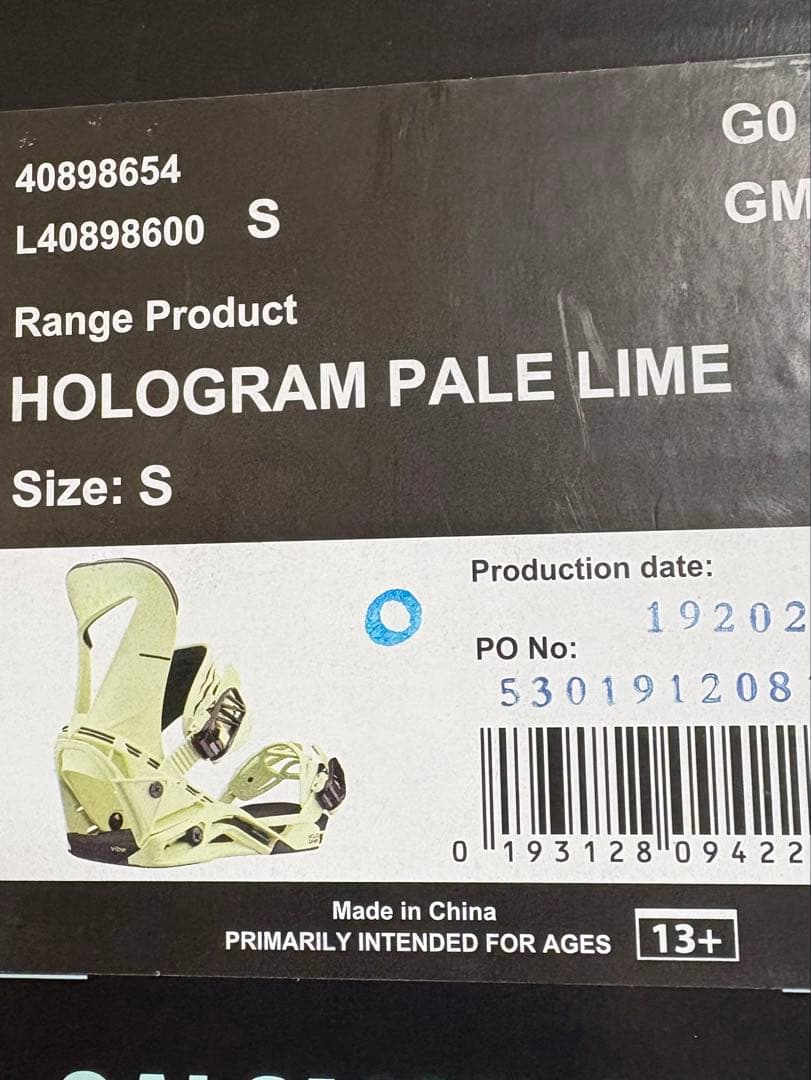 40898654
G0
L40898600 S
GM
Range Product
HOLOGRAM PALE LIME
Size: S
Production date:
19202
PO No:
530191208
0 193128 09422
Made in China
PRIMARILY INTENDED FOR AGES 13+